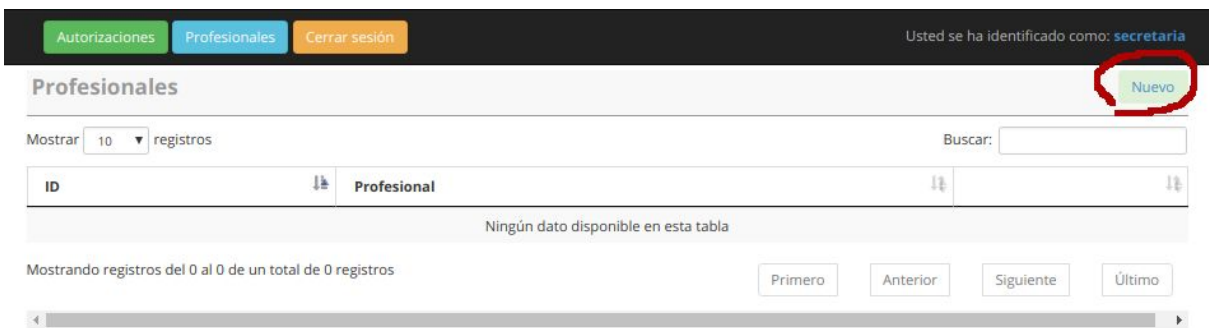 Autorizaciones Profesionales Cerrar sesión Usted se ha identificado como: secretaria
Profesionales Nuevo
Mostrar 10 registros Buscar:
ID Profesional
Ningún dato disponible en esta tabla
Mostrando registros del 0 al 0 de un total de 0 registros Primero Anterior Siguiente Último